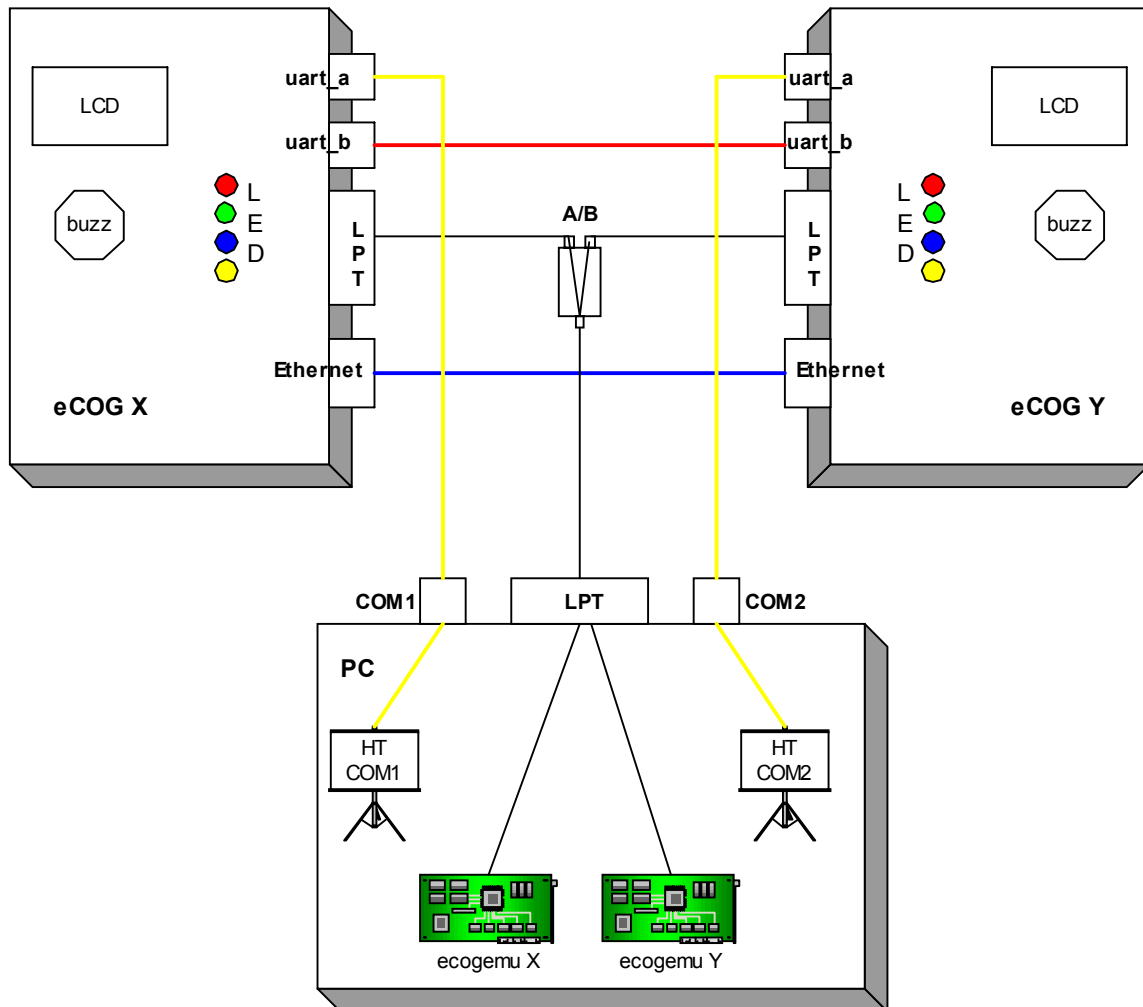 uart_a
LCD
uart_b
L
E
D
buzz
L
P
T
Ethernet
eCOG X
A/B
uart_a
LCD
uart_b
L
E
D
buzz
L
P
T
Ethernet
eCOG Y
COM1
LPT
COM2
PC
HT
COM1
HT
COM2
ecogemu X
ecogemu Y